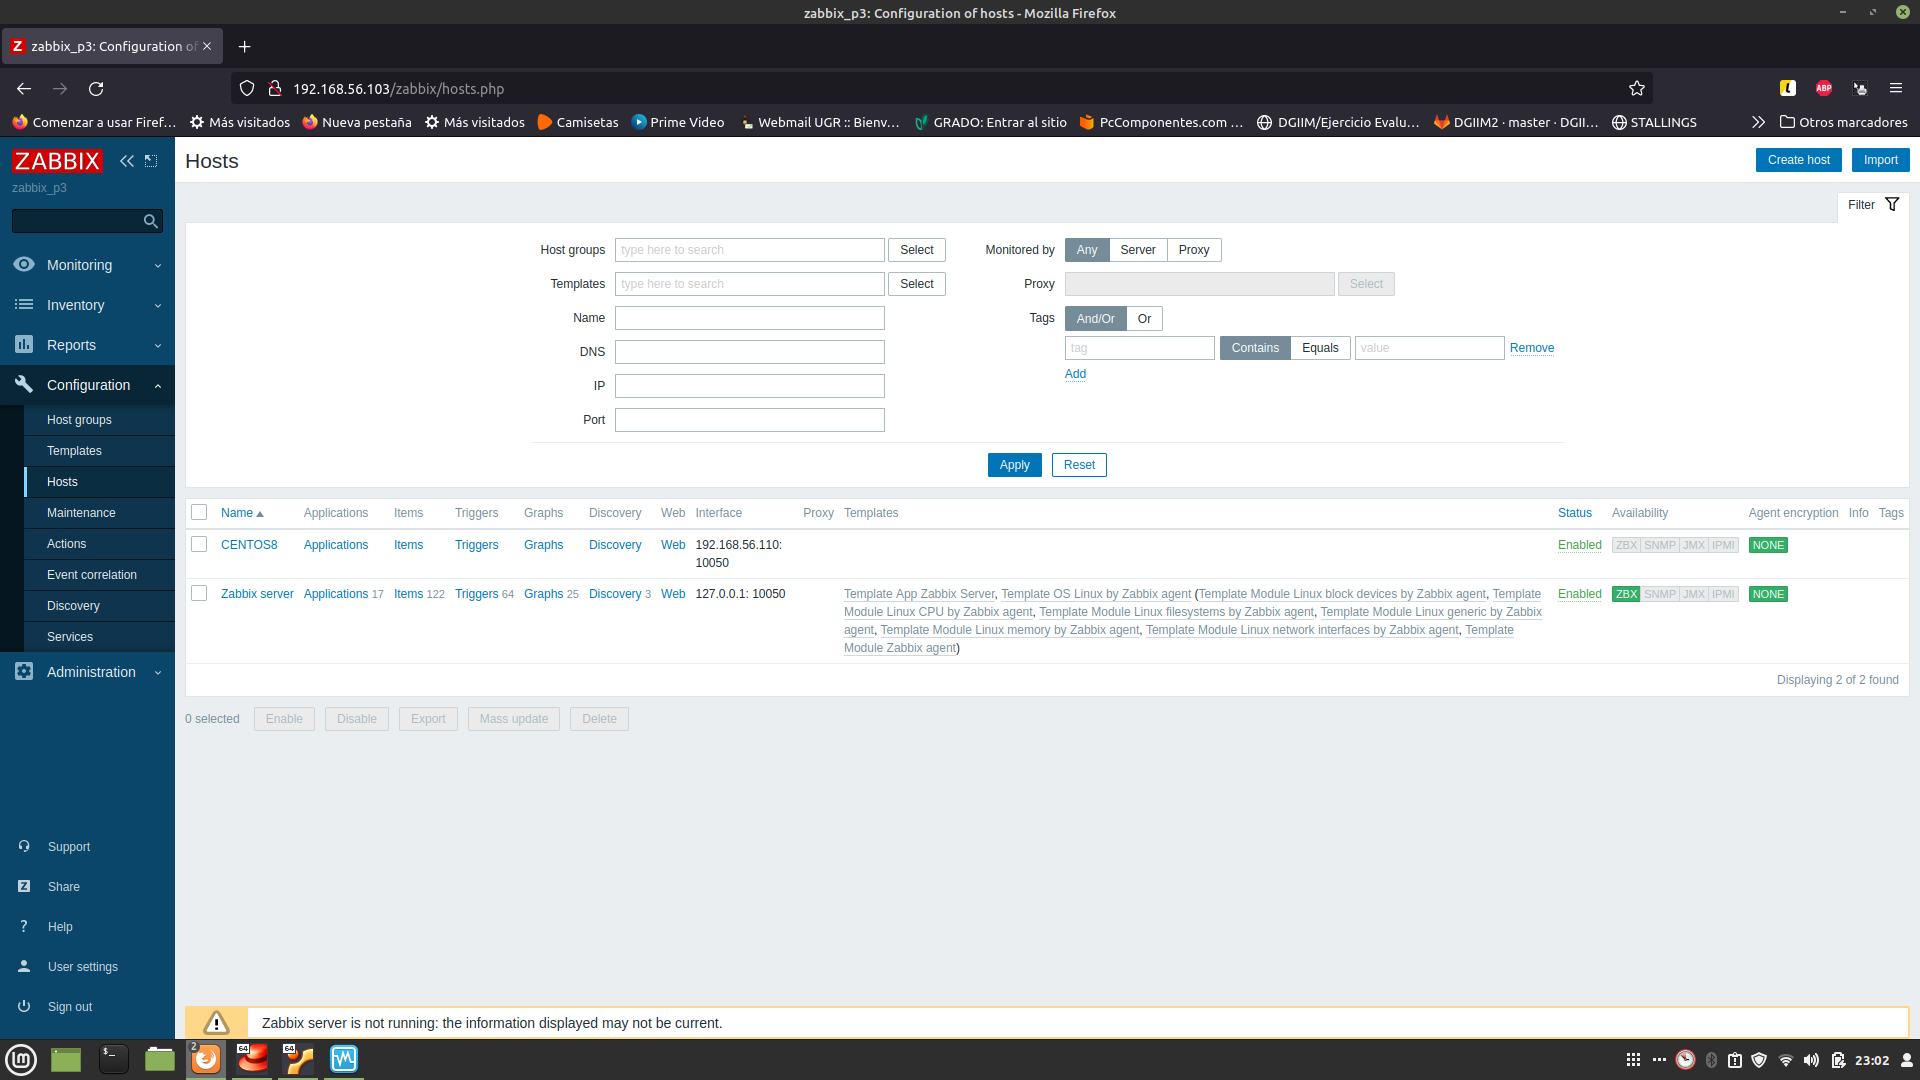 zabbix_p3: Configuration of hosts - Mozilla Firefox
zabbix_p3: Configuration of
192.168.56.103/zabbix/hosts.php
Comenzar a usar Firef…
Más visitados
Nueva pestaña
Más visitados
Camisetas
Prime Video
Webmail UGR :: Bienv…
GRADO: Entrar al sitio
PcComponentes.com …
DGIIM/Ejercicio Evalu…
DGIIM2 · master · DGII…
STALLINGS
Otros marcadores
ZABBIX
zabbix_p3
Monitoring
Inventory
Reports
Configuration
Host groups
Templates
Hosts
Maintenance
Actions
Event correlation
Discovery
Services
Administration
Support
Share
Help
User settings
Sign out
Hosts
Create host
Import
Filter
Host groups type here to search Select
Templates type here to search Select
Name
DNS
IP
Port
Monitored by Any Server Proxy
Proxy Select
Tags And/Or Or
tag Contains Equals value Remove
Add
Apply Reset
Name Applications Items Triggers Graphs Discovery Web Interface Proxy Templates Status Availability Agent encryption Info Tags
CENTOS8 Applications Items Triggers Graphs Discovery Web 192.168.56.110: Enabled ZBX SNMP JMX IPMI NONE
10050
Zabbix server Applications 17 Items 122 Triggers 64 Graphs 25 Discovery 3 Web 127.0.0.1: 10050 Template App Zabbix Server, Template OS Linux by Zabbix agent (Template Module Linux block devices by Zabbix agent, Template Enabled ZBX SNMP JMX IPMI NONE
Module Linux CPU by Zabbix agent, Template Module Linux filesystems by Zabbix agent, Template Module Linux generic by Zabbix
agent, Template Module Linux memory by Zabbix agent, Template Module Linux network interfaces by Zabbix agent, Template
Module Zabbix agent)
Displaying 2 of 2 found
0 selected Enable Disable Export Mass update Delete
Zabbix server is not running: the information displayed may not be current.
2
64
64
23:02